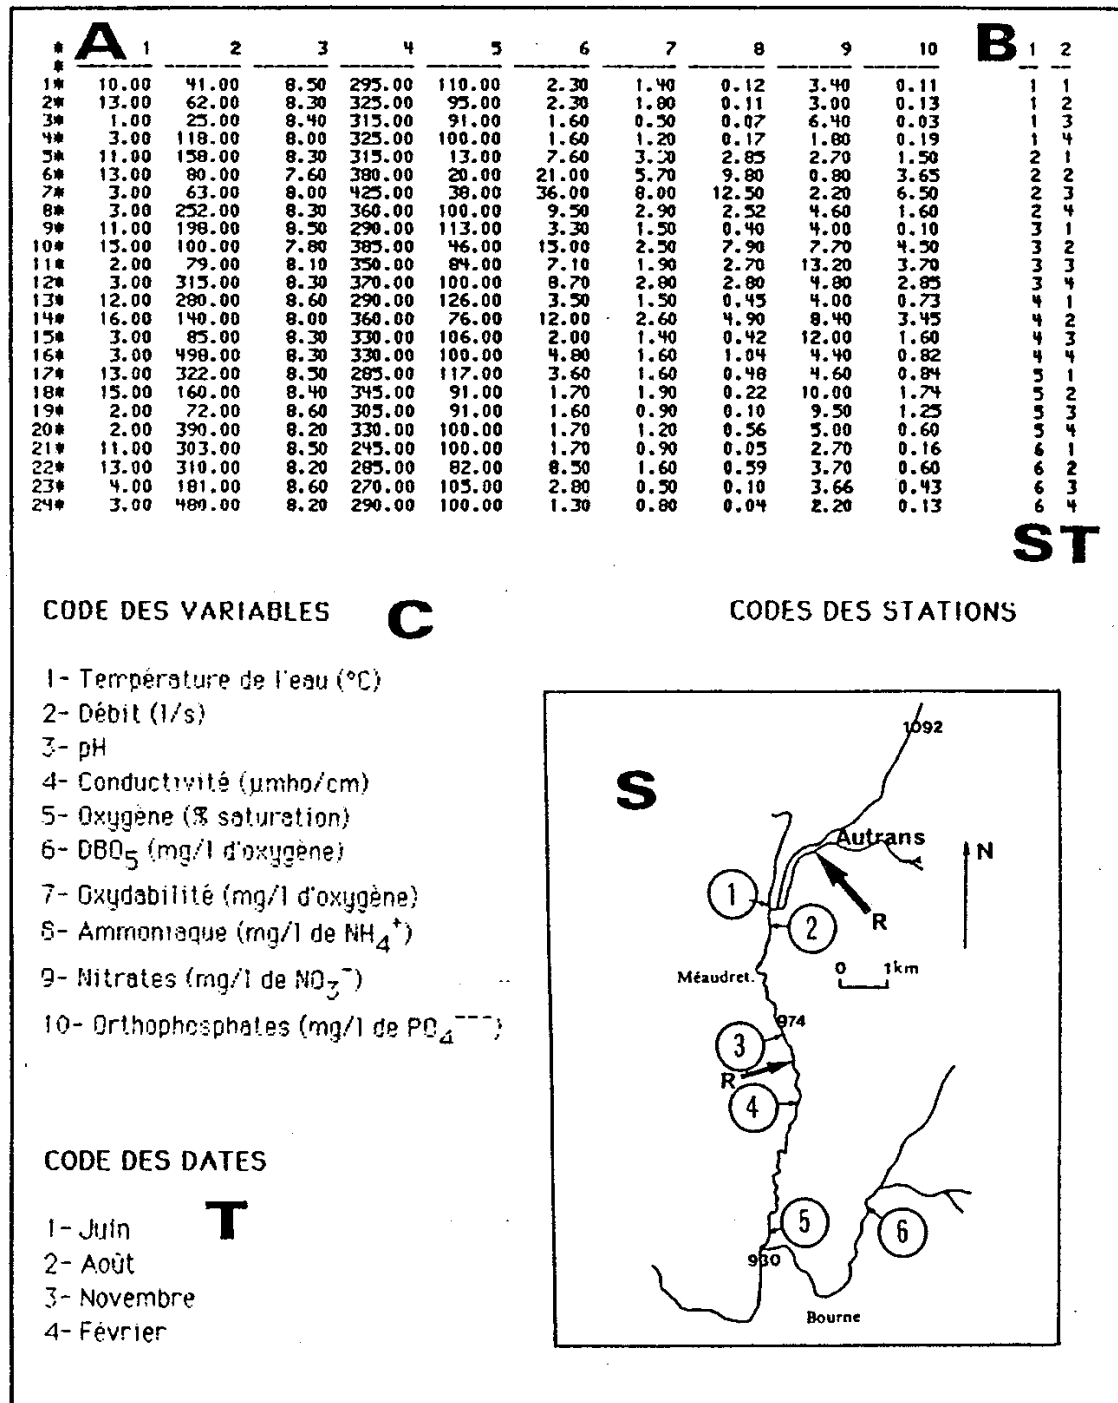 * A 1 2 3 4 5 6 7 8 9 10 B 1 2
*
1* 10.00 41.00 8.50 295.00 110.00 2.30 1.40 0.12 3.40 0.11 1 1
2* 13.00 62.00 8.30 325.00 95.00 2.30 1.80 0.11 3.00 0.13 1 2
3* 1.00 25.00 8.40 315.00 91.00 1.60 0.50 0.07 6.40 0.03 1 3
4* 3.00 118.00 8.00 325.00 100.00 1.60 1.20 0.17 1.80 0.19 1 4
5* 11.00 158.00 8.30 315.00 13.00 7.60 2.85 2.70 1.50 2 1
6* 13.00 80.00 7.60 380.00 20.00 21.00 5.70 9.80 0.80 3.65 2 2
7* 3.00 63.00 8.00 425.00 38.00 36.00 8.00 12.50 2.20 6.50 2 3
8* 3.00 252.00 8.30 360.00 100.00 9.50 2.90 2.52 4.60 1.60 2 4
9* 11.00 198.00 8.50 290.00 113.00 3.30 1.50 0.40 4.00 0.10 3 1
10* 15.00 100.00 7.80 385.00 46.00 15.00 2.50 7.90 7.70 4.50 3 2
11* 2.00 79.00 8.10 350.00 84.00 7.10 1.90 2.70 13.20 3.70 3 3
12* 3.00 315.00 8.30 370.00 100.00 8.70 2.80 2.80 4.80 2.85 3 4
13* 12.00 280.00 8.60 290.00 126.00 3.50 1.50 0.45 4.00 0.73 4 1
14* 16.00 140.00 8.00 360.00 76.00 12.00 2.60 4.90 8.40 3.45 4 2
15* 3.00 85.00 8.30 330.00 106.00 2.00 1.40 0.42 12.00 1.60 4 3
16* 3.00 498.00 8.30 330.00 100.00 4.80 1.60 1.04 4.40 0.82 4 4
17* 13.00 322.00 8.50 285.00 117.00 3.60 1.60 0.48 4.60 0.84 5 1
18* 15.00 160.00 8.40 345.00 91.00 1.70 1.90 0.22 10.00 1.74 5 2
19* 2.00 72.00 8.60 305.00 91.00 1.60 0.90 0.10 9.50 1.25 5 3
20* 2.00 390.00 8.20 330.00 100.00 1.70 1.20 0.56 5.00 0.60 5 4
21* 11.00 303.00 8.50 245.00 100.00 1.70 0.90 0.05 2.70 0.16 6 1
22* 13.00 310.00 8.20 285.00 82.00 8.50 1.60 0.59 3.70 0.60 6 2
23* 4.00 181.00 8.60 270.00 105.00 2.80 0.50 0.10 3.66 0.43 6 3
24* 3.00 480.00 8.20 290.00 100.00 1.30 0.80 0.04 2.20 0.13 6 4
S T
CODE DES VARIABLES C
1- Température de l'eau (°C)
2- Débit (l/s)
3- pH
4- Conductivité (µmho/cm)
5- Oxygène (% saturation)
6- DBO5 (mg/l d'oxygène)
7- Oxydabilité (mg/l d'oxygène)
8- Ammoniaque (mg/l de NH4+)
9- Nitrates (mg/l de NO3-)
10- Orthophosphates (mg/l de PO4---)
CODE DES DATES
T
1- Juin
2- Août
3- Novembre
4- Février
CODES DES STATIONS
1092
S
Autrans
N
1
R
2
0 1km
Méaudret.
974
3
R
4
5
6
930
Bourne